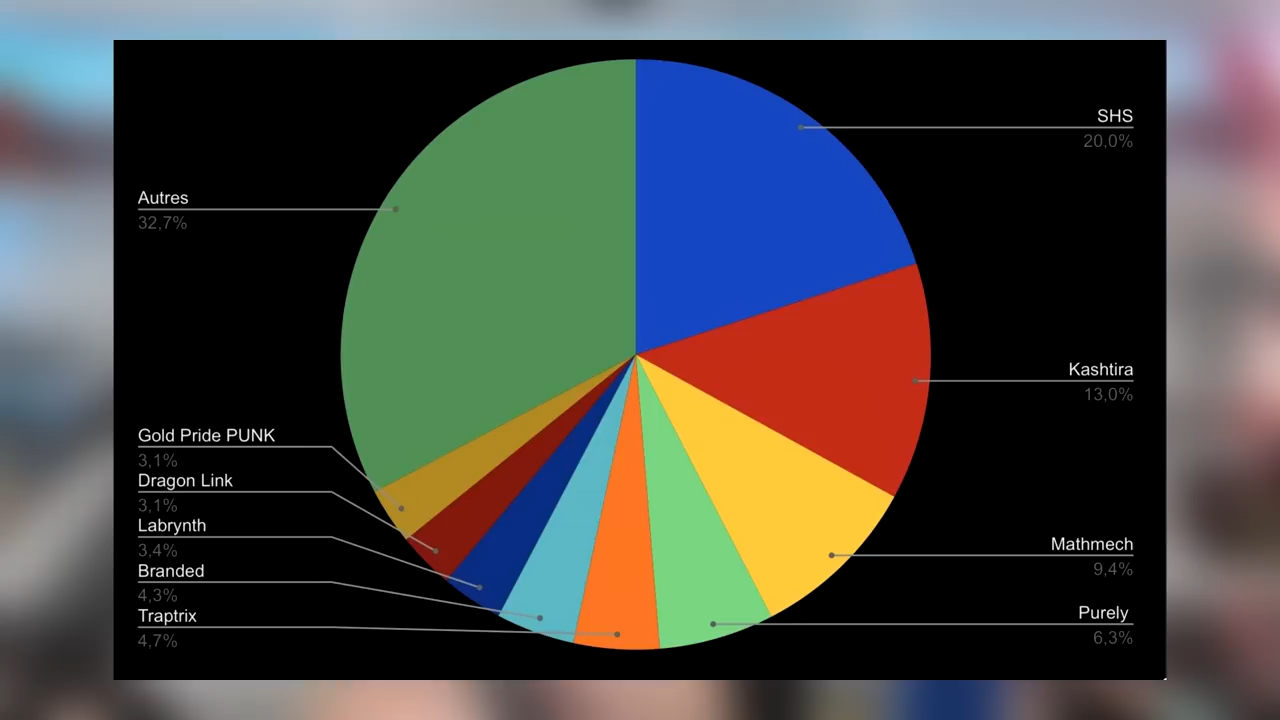 SHS
20,0%
Autres
32,7%
Kashtira
13,0%
Gold Pride PUNK
3,1%
Dragon Link
3,1%
Labrynth
3,4%
Branded
4,3%
Traptrix
4,7%
Mathmech
9,4%
Purely
6,3%